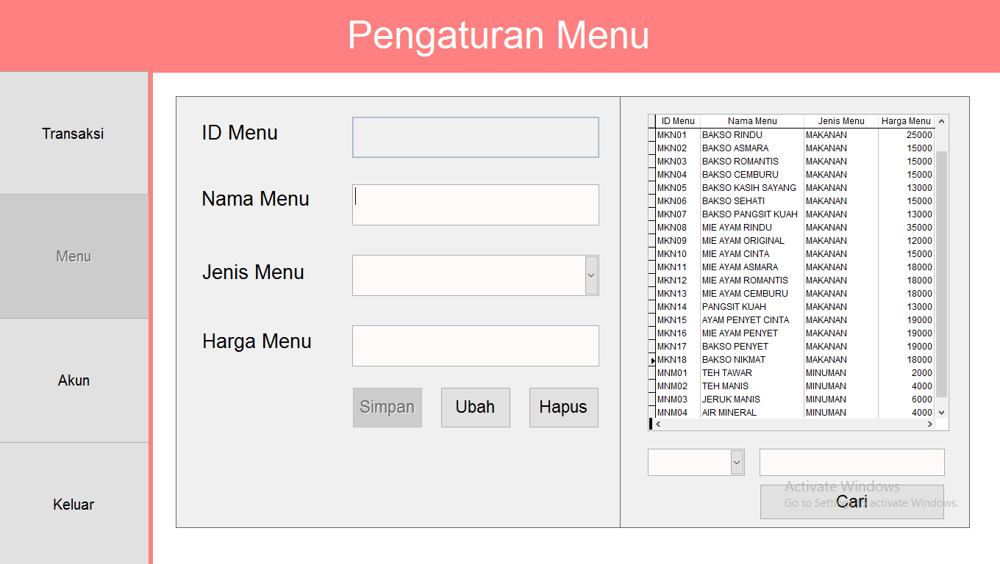 Pengaturan Menu
Transaksi
Menu
Akun
Keluar
ID Menu
Nama Menu
Jenis Menu
Harga Menu
Simpan Ubah Hapus
ID Menu Nama Menu Jenis Menu Harga Menu
MKN01 BAKSO RINDU MAKANAN 25000
MKN02 BAKSO ASMARA MAKANAN 15000
MKN03 BAKSO ROMANTIS MAKANAN 15000
MKN04 BAKSO CEMBURU MAKANAN 15000
MKN05 BAKSO KASIH SAYANG MAKANAN 13000
MKN06 BAKSO SEHATI MAKANAN 15000
MKN07 BAKSO PANGSIT KUAH MAKANAN 13000
MKN08 MIE AYAM RINDU MAKANAN 35000
MKN09 MIE AYAM ORIGINAL MAKANAN 12000
MKN10 MIE AYAM CINTA MAKANAN 15000
MKN11 MIE AYAM ASMARA MAKANAN 18000
MKN12 MIE AYAM ROMANTIS MAKANAN 18000
MKN13 MIE AYAM CEMBURU MAKANAN 18000
MKN14 PANGSIT KUAH MAKANAN 13000
MKN15 AYAM PENYET CINTA MAKANAN 19000
MKN16 MIE AYAM PENYET MAKANAN 19000
MKN17 BAKSO PENYET MAKANAN 19000
MKN18 BAKSO NIKMAT MAKANAN 18000
MNM01 TEH TAWAR MINUMAN 2000
MNM02 TEH MANIS MINUMAN 4000
MNM03 JERUK MANIS MINUMAN 6000
MNM04 AIR MINERAL MINUMAN 4000
Cari
Activate Windows
Go to Settings to activate Windows.